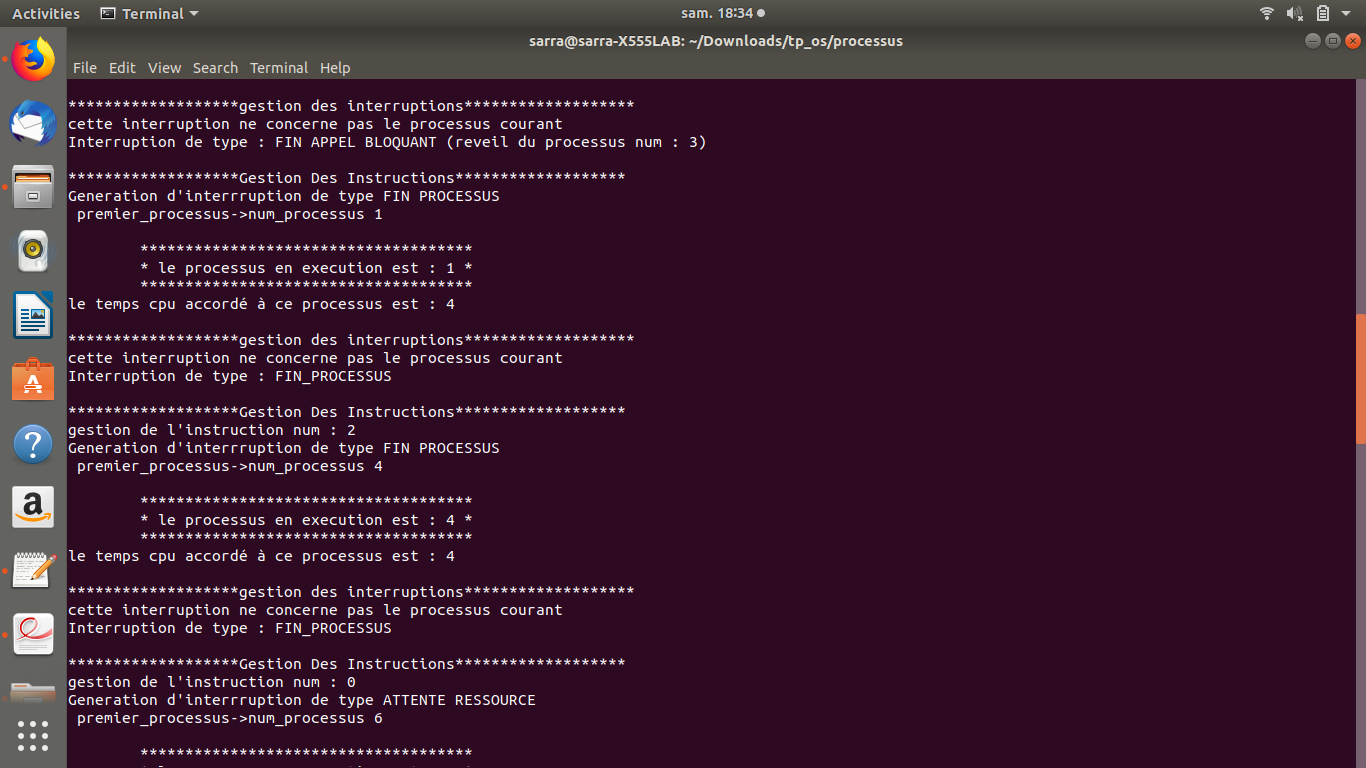 Activities Terminal sam. 18:34
sarra@sarra-X555LAB: ~/Downloads/tp_os/processus
File Edit View Search Terminal Help
*******************gestion des interruptions*******************
cette interruption ne concerne pas le processus courant
Interruption de type : FIN APPEL BLOQUANT (reveil du processus num : 3)
*******************Gestion Des Instructions*******************
Generation d'interrruption de type FIN PROCESSUS
premier_processus->num_processus 1
*************************************
* le processus en execution est : 1 *
*************************************
le temps cpu accordé à ce processus est : 4
*******************gestion des interruptions*******************
cette interruption ne concerne pas le processus courant
Interruption de type : FIN_PROCESSUS
*******************Gestion Des Instructions*******************
gestion de l'instruction num : 2
Generation d'interrruption de type FIN PROCESSUS
premier_processus->num_processus 4
*************************************
* le processus en execution est : 4 *
*************************************
le temps cpu accordé à ce processus est : 4
*******************gestion des interruptions*******************
cette interruption ne concerne pas le processus courant
Interruption de type : FIN_PROCESSUS
*******************Gestion Des Instructions*******************
gestion de l'instruction num : 0
Generation d'interrruption de type ATTENTE RESSOURCE
premier_processus->num_processus 6
*************************************